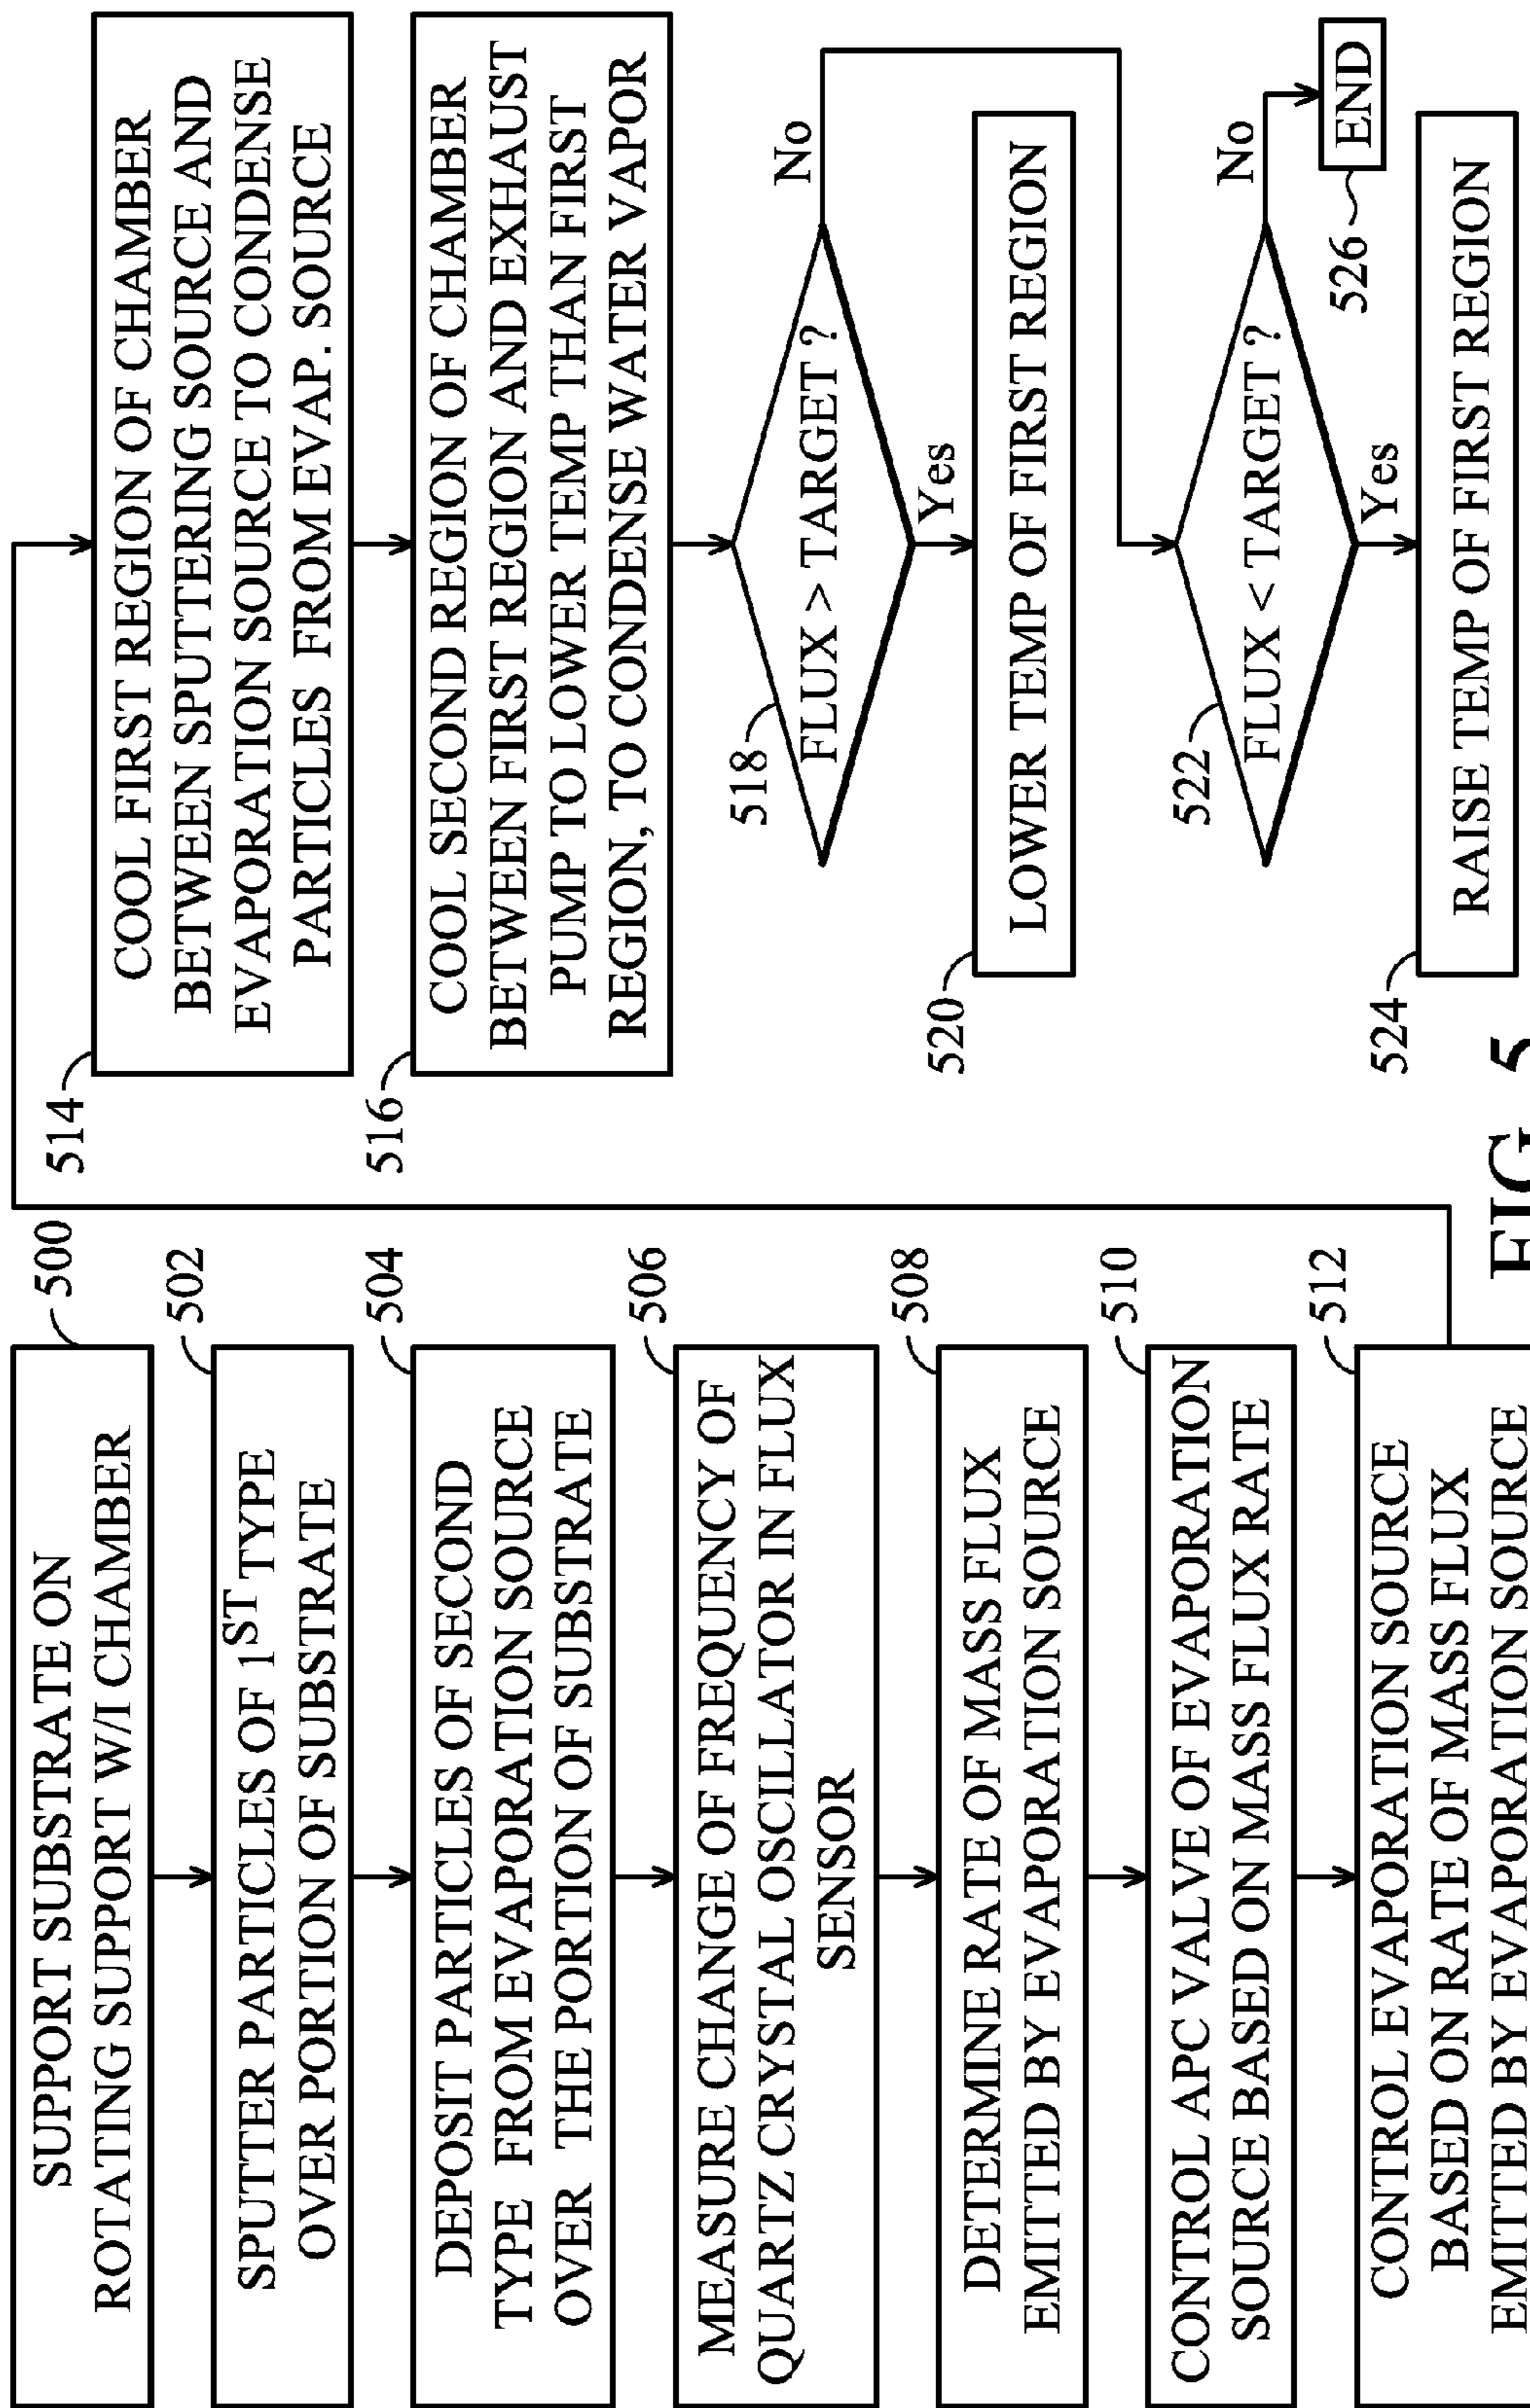 500
SUPPORT SUBSTRATE ON
ROTATING SUPPORT W/I CHAMBER
502
SPUTTER PARTICLES OF 1ST TYPE
OVER PORTION OF SUBSTRATE
504
DEPOSIT PARTICLES OF SECOND
TYPE FROM EVAPORATION SOURCE
OVER THE PORTION OF SUBSTRATE
506
MEASURE CHANGE OF FREQUENCY OF
QUARTZ CRYSTAL OSCILLATOR IN FLUX
SENSOR
508
DETERMINE RATE OF MASS FLUX
EMITTED BY EVAPORATION SOURCE
510
CONTROL APC VALVE OF EVAPORATION
SOURCE BASED ON MASS FLUX RATE
512
CONTROL EVAPORATION SOURCE
BASED ON RATE OF MASS FLUX
EMITTED BY EVAPORATION SOURCE
514
COOL FIRST REGION OF CHAMBER
BETWEEN SPUTTERING SOURCE AND
EVAPORATION SOURCE TO CONDENSE
PARTICLES FROM EVAP. SOURCE
516
COOL SECOND REGION OF CHAMBER
BETWEEN FIRST REGION AND EXHAUST
PUMP TO LOWER TEMP THAN FIRST
REGION, TO CONDENSE WATER VAPOR
518
FLUX > TARGET ?
No
Yes
520
LOWER TEMP OF FIRST REGION
522
FLUX < TARGET ?
No
Yes
526
END
524
RAISE TEMP OF FIRST REGION
FIG. 5